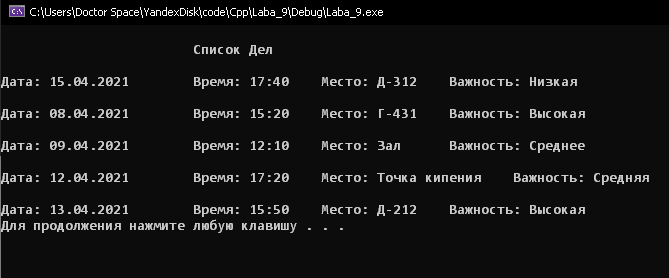 C:\Users\Doctor Space\YandexDisk\code\Cpp\Laba_9\Debug\Laba_9.exe
Список Дел
Дата: 15.04.2021 Время: 17:40 Место: Д-312 Важность: Низкая
Дата: 08.04.2021 Время: 15:20 Место: Г-431 Важность: Высокая
Дата: 09.04.2021 Время: 12:10 Место: Зал Важность: Среднее
Дата: 12.04.2021 Время: 17:20 Место: Точка кипения Важность: Средняя
Дата: 13.04.2021 Время: 15:50 Место: Д-212 Важность: Высокая
Для продолжения нажмите любую клавишу . . .